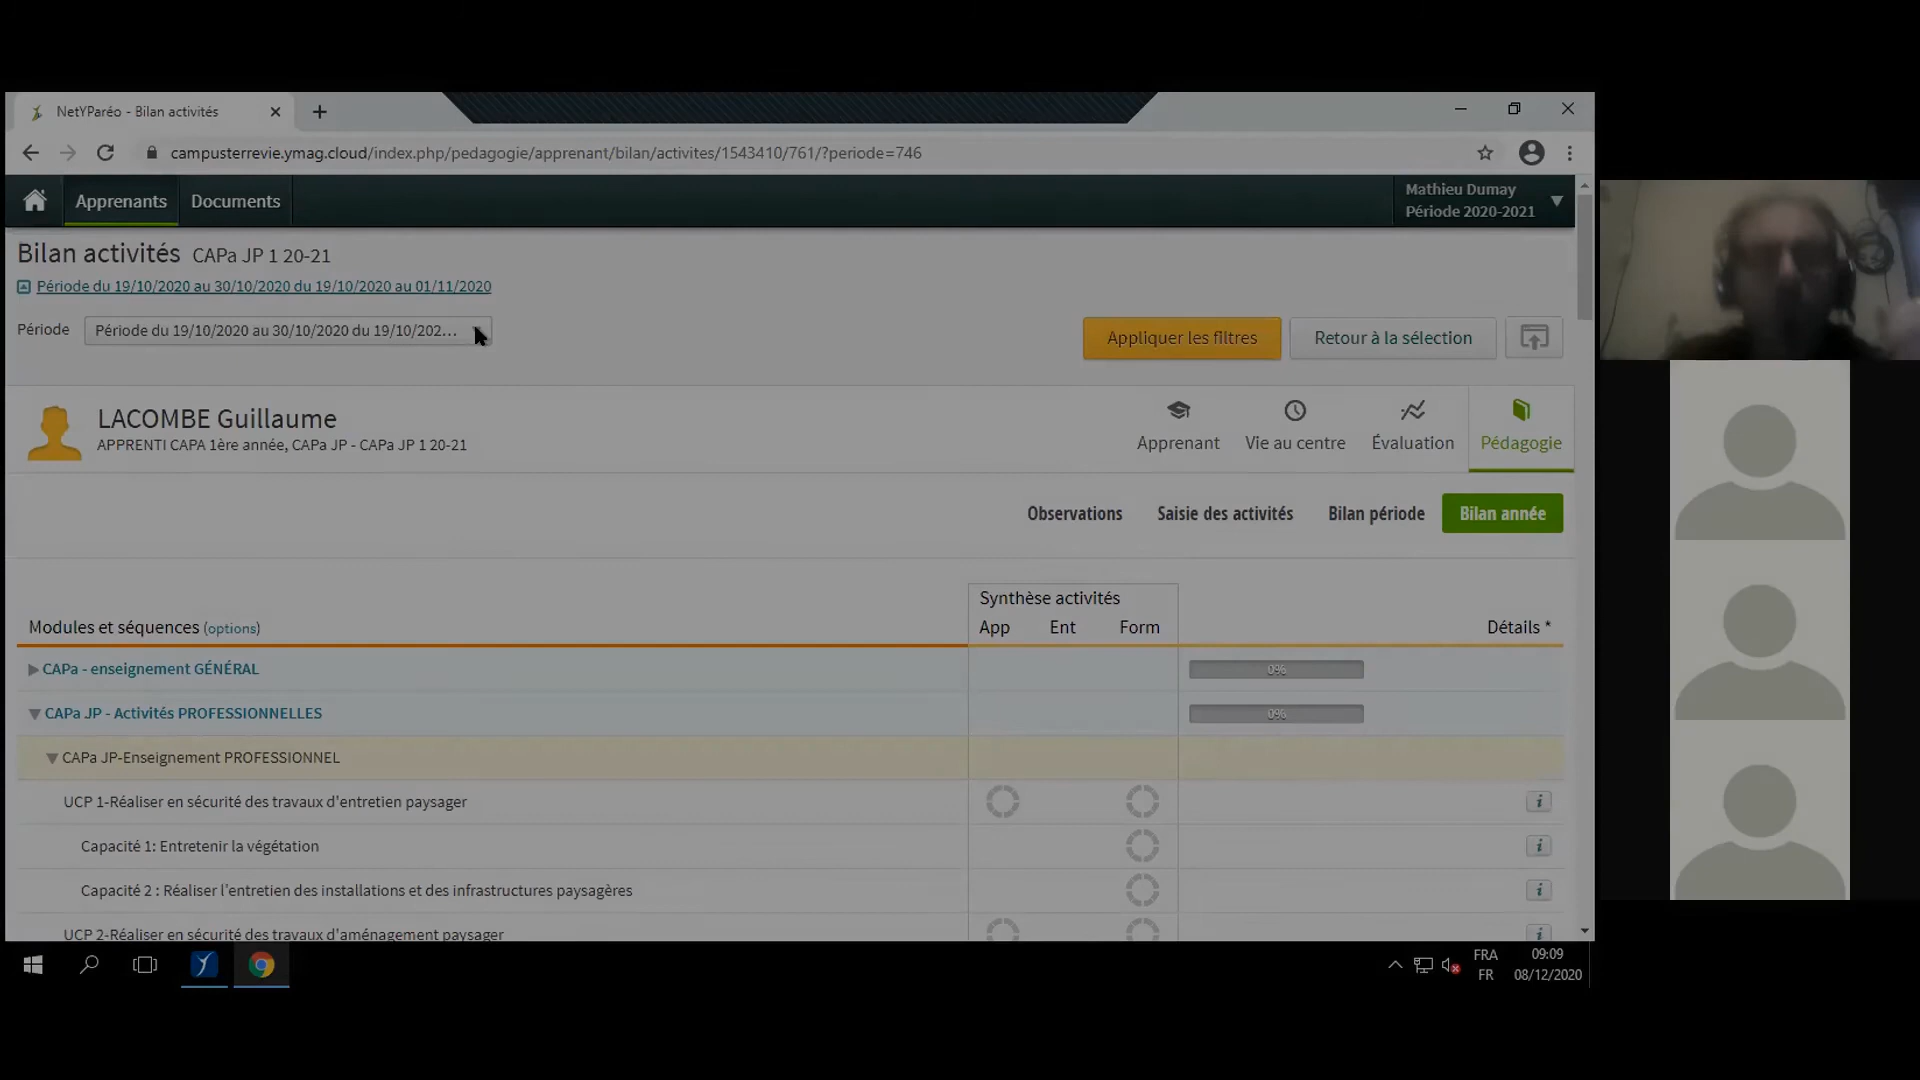 NetYParéo - Bilan activités
campusterrevie.ymag.cloud/index.php/pedagogie/apprenant/bilan/activites/1543410/761/?periode=746
Apprenants Documents
Mathieu Dumay
Période 2020-2021
Bilan activités CAPa JP 1 20-21
Période du 19/10/2020 au 30/10/2020 du 19/10/2020 au 01/11/2020
Période Période du 19/10/2020 au 30/10/2020 du 19/10/202...
Appliquer les filtres Retour à la sélection
LACOMBE Guillaume
APPRENTI CAPA 1ère année, CAPa JP - CAPa JP 1 20-21
Apprenant Vie au centre Évaluation Pédagogie
Observations Saisie des activités Bilan période Bilan année
Synthèse activités
Modules et séquences (options) App Ent Form Détails *
CAPa - enseignement GÉNÉRAL 0%
CAPa JP - Activités PROFESSIONNELLES 0%
CAPa JP-Enseignement PROFESSIONNEL
UCP 1-Réaliser en sécurité des travaux d'entretien paysager
Capacité 1: Entretenir la végétation
Capacité 2 : Réaliser l'entretien des installations et des infrastructures paysagères
UCP 2-Réaliser en sécurité des travaux d'aménagement paysager
FRA
FR
09:09
08/12/2020